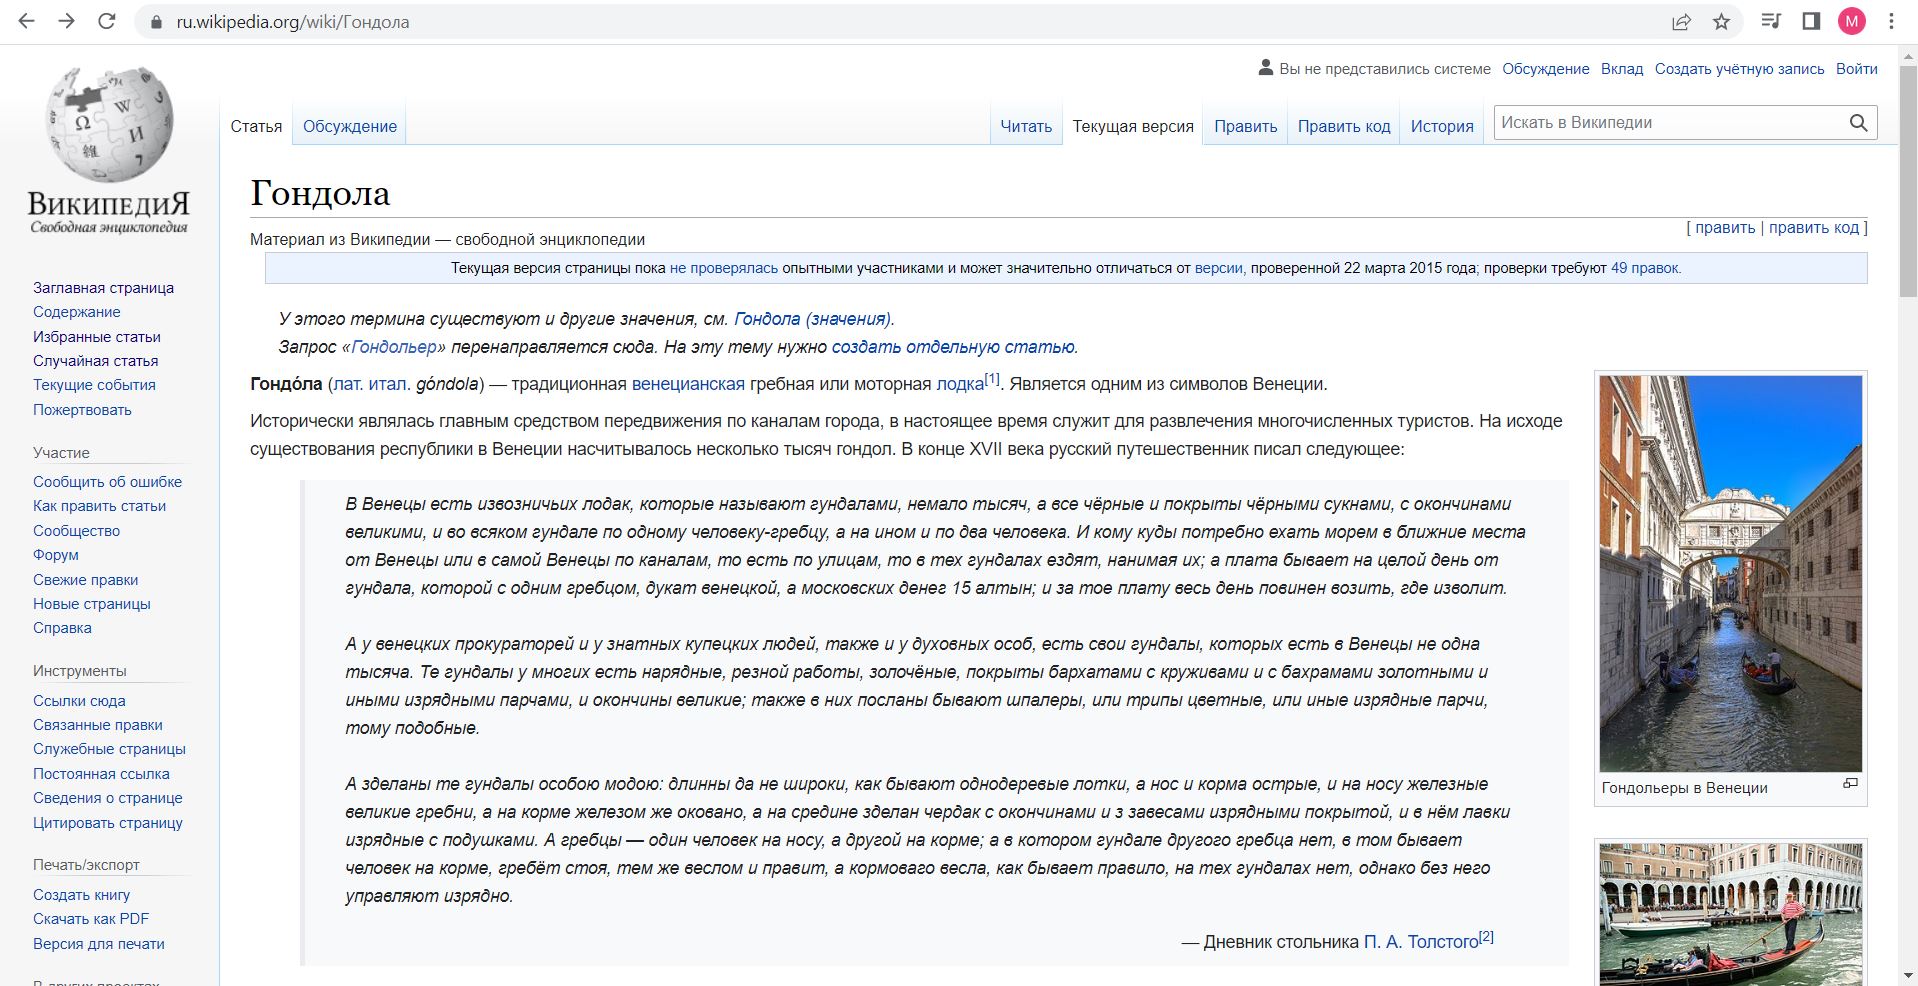 ru.wikipedia.org/wiki/Гондола
M
Вы не представились системе Обсуждение Вклад Создать учётную запись Войти
ВикипедиЯ
Свободная энциклопедия
Статья Обсуждение Читать Текущая версия Править Править код История Искать в Википедии
Гондола
[ править | править код ]
Материал из Википедии — свободной энциклопедии
Текущая версия страницы пока не проверялась опытными участниками и может значительно отличаться от версии, проверенной 22 марта 2015 года; проверки требуют 49 правок.
У этого термина существуют и другие значения, см. Гондола (значения).
Запрос «Гондольер» перенаправляется сюда. На эту тему нужно создать отдельную статью.
Гондо́ла (лат. итал. góndola) — традиционная венецианская гребная или моторная лодка[1]. Является одним из символов Венеции.
Исторически являлась главным средством передвижения по каналам города, в настоящее время служит для развлечения многочисленных туристов. На исходе
существования республики в Венеции насчитывалось несколько тысяч гондол. В конце XVII века русский путешественник писал следующее:
В Венецы есть извозничьих лодак, которые называют гундалами, немало тысяч, а все чёрные и покрыты чёрными сукнами, с окончинами
великими, и во всяком гундале по одному человеку-гребцу, а на ином и по два человека. И кому куды потребно ехать морем в ближние места
от Венецы или в самой Венецы по каналам, то есть по улицам, то в тех гундалах ездят, нанимая их; а плата бывает на целой день от
гундала, которой с одним гребцом, дукат венецкой, а московских денег 15 алтын; и за тое плату весь день повинен возить, где изволит.
А у венецких прокураторей и у знатных купецких людей, также и у духовных особ, есть свои гундалы, которых есть в Венецы не одна
тысяча. Те гундалы у многих есть нарядные, резной работы, золочёные, покрыты бархатами с круживами и с бахрамами золотными и
иными изрядными парчами, и окончины великие; также в них посланы бывают шпалеры, или трипы цветные, или иные изрядные парчи,
тому подобные.
А зделаны те гундалы особою модою: длинны да не широки, как бывают однодеревые лотки, а нос и корма острые, и на носу железные
великие гребни, а на корме железом же оковано, а на средине зделан чердак с окончинами и з завесами изрядными покрытой, и в нём лавки
изрядные с подушками. А гребцы — один человек на носу, а другой на корме; а в котором гундале другого гребца нет, в том бывает
человек на корме, гребёт стоя, тем же веслом и правит, а кормоваго весла, как бывает правило, на тех гундалах нет, однако без него
управляют изрядно.
— Дневник стольника П. А. Толстого[2]
Гондольеры в Венеции
Заглавная страница
Содержание
Избранные статьи
Случайная статья
Текущие события
Пожертвовать
Участие
Сообщить об ошибке
Как править статьи
Сообщество
Форум
Свежие правки
Новые страницы
Справка
Инструменты
Ссылки сюда
Связанные правки
Служебные страницы
Постоянная ссылка
Сведения о странице
Цитировать страницу
Печать/экспорт
Создать книгу
Скачать как PDF
Версия для печати
В других проектах